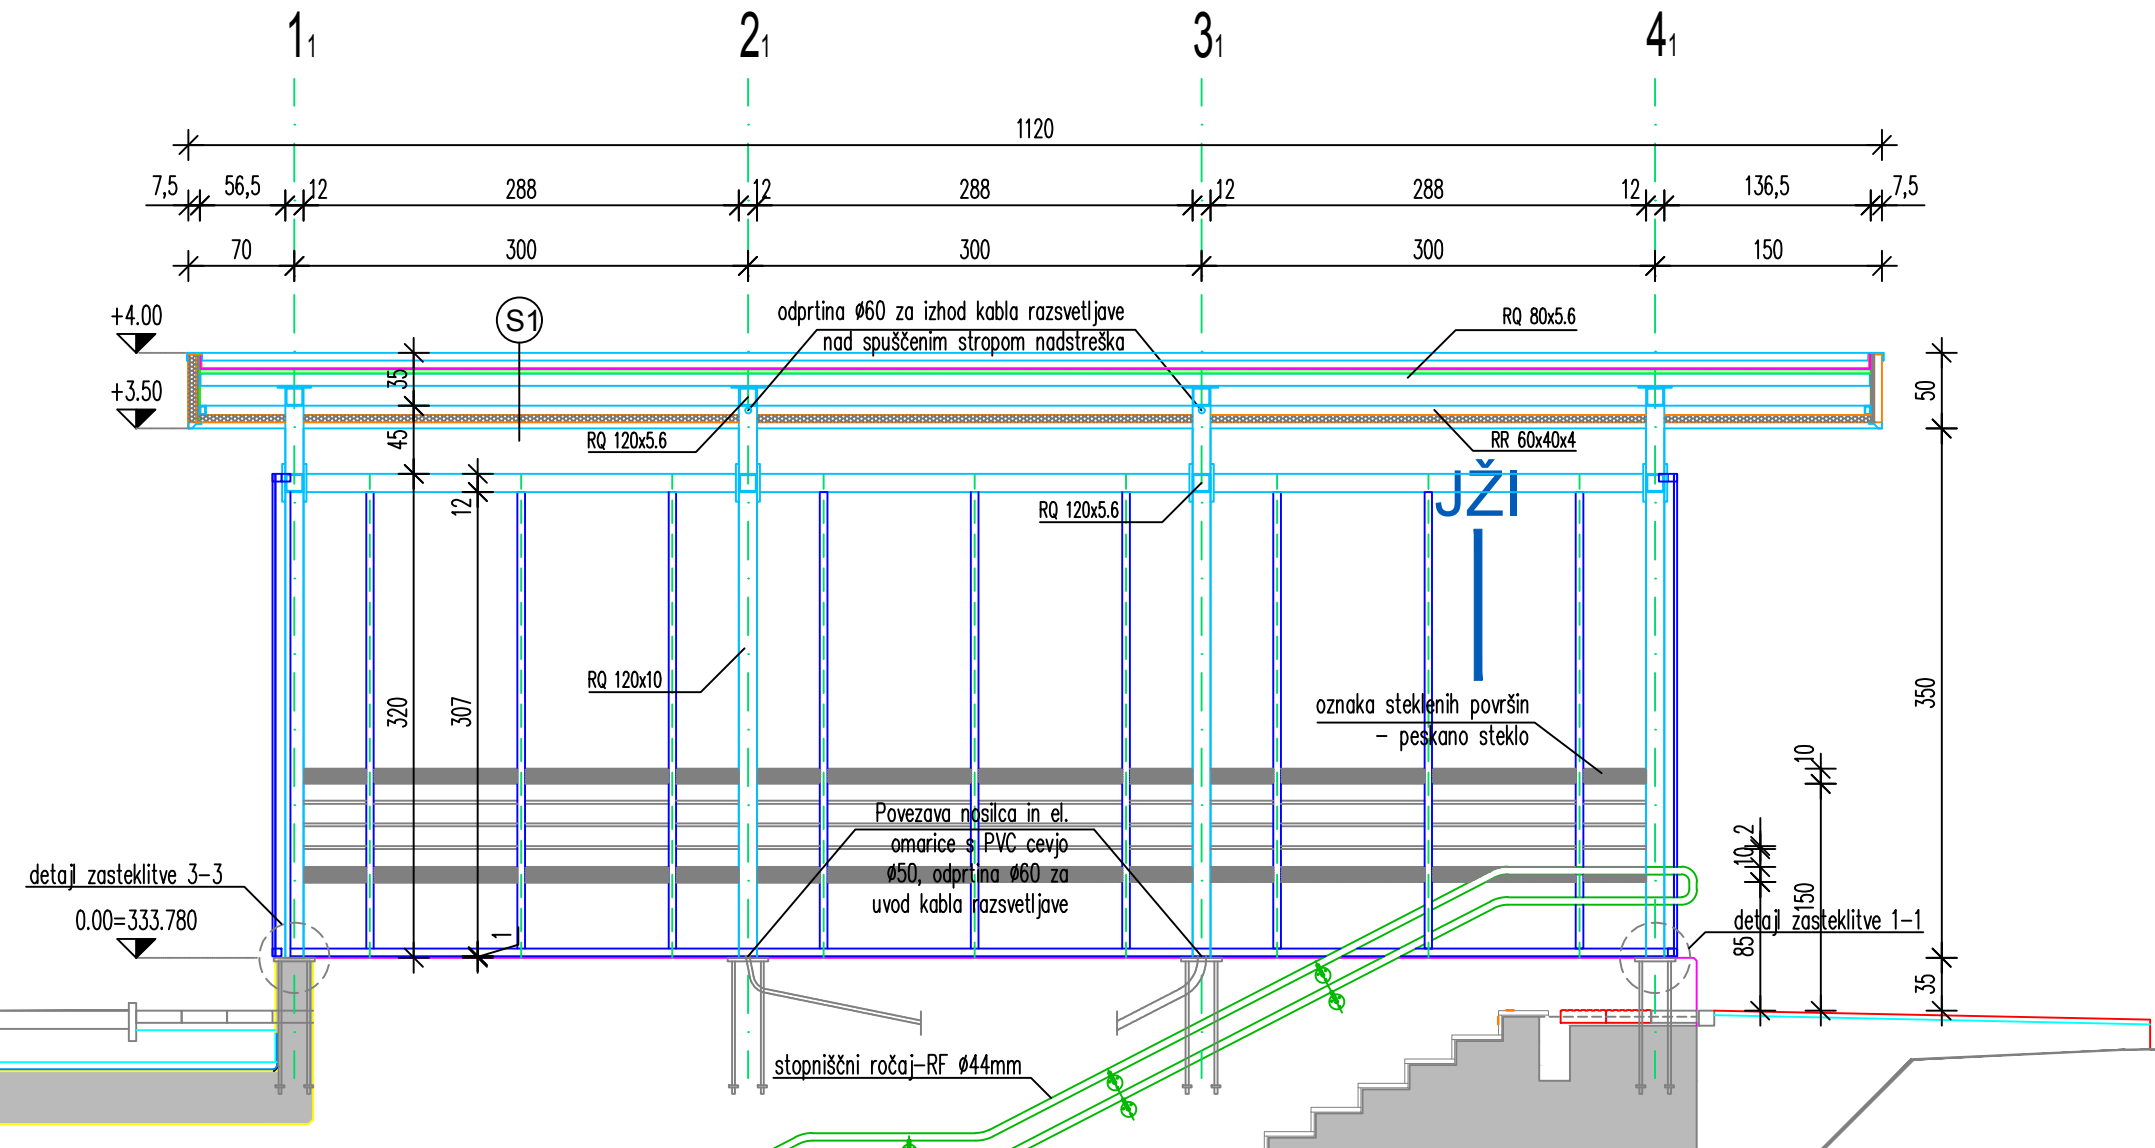 1₁ 2₁ 3₁ 4₁
1120
7,5 56,5 12 288 12 288 12 288 12 136,5 7,5
70 300 300 300 150
+4.00
S1
odprtina ø60 za izhod kabla razsvetljave
nad spuščenim stropom nadstreška
RQ 80x5.6
+3.50
35
50
45
RQ 120x5.6
RR 60x40x4
JŽI
12
RQ 120x5.6
RQ 120x10
320
307
350
oznaka steklenih površin
– peskano steklo
10
Povezava nosilca in el.
omarice s PVC cevjo
ø50, odprtina ø60 za
uvod kabla razsvetljave
2
10
150
85
detajl zasteklitve 3–3
0.00=333.780
1
detajl zasteklitve 1–1
35
stopniščni ročaj–RF ø44mm